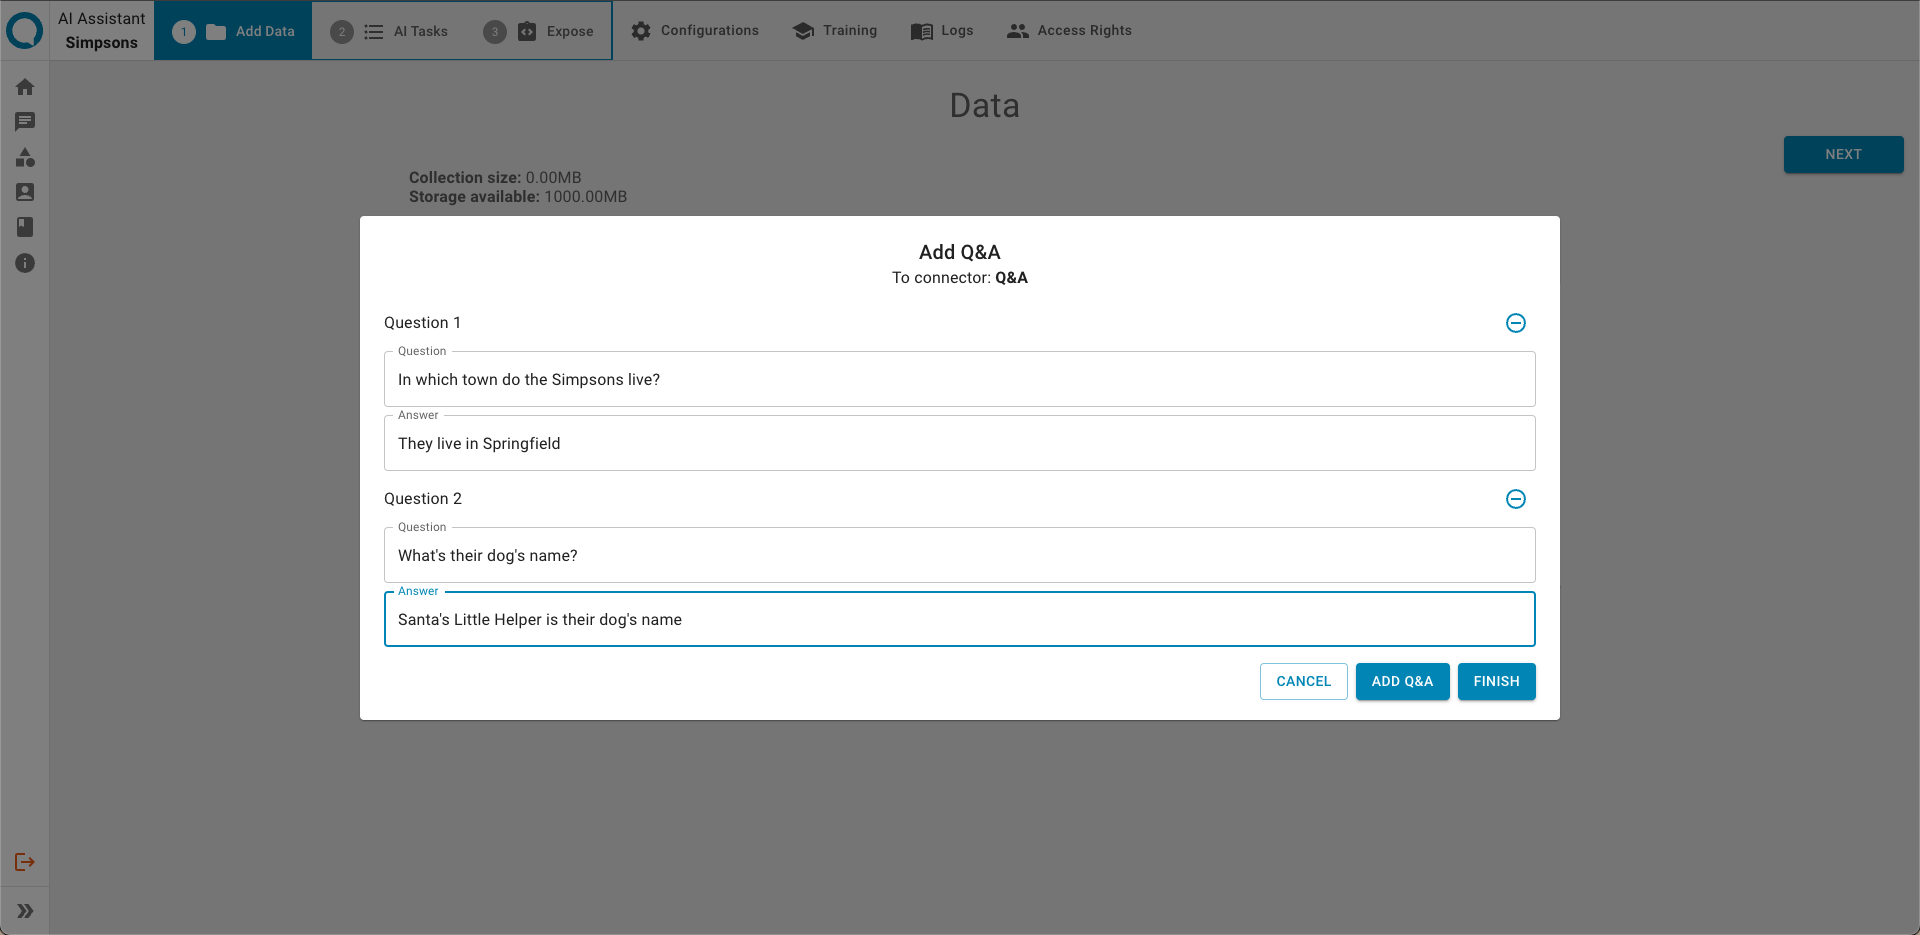 AI Assistant
Simpsons
1 Add Data
2 AI Tasks
3 Expose
Configurations
Training
Logs
Access Rights
Data
NEXT
Collection size: 0.00MB
Storage available: 1000.00MB
Add Q&A
To connector: Q&A
Question 1
Question
In which town do the Simpsons live?
Answer
They live in Springfield
Question 2
Question
What's their dog's name?
Answer
Santa's Little Helper is their dog's name
CANCEL
ADD Q&A
FINISH